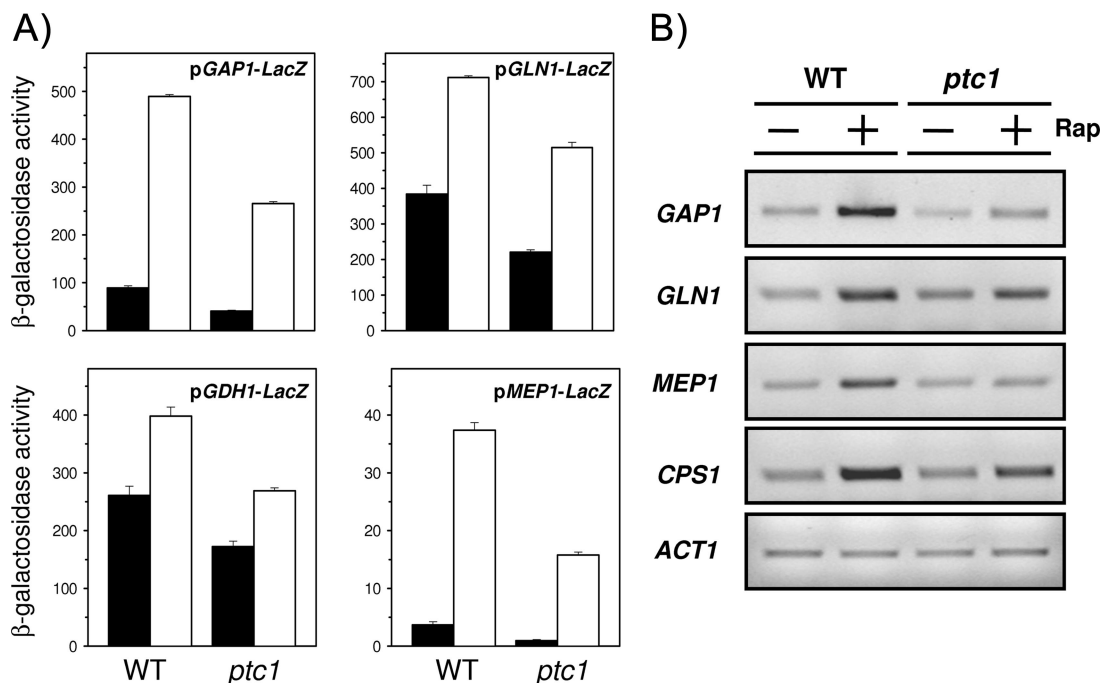 A)
pGAP1-LacZ
β-galactosidase activity
500
400
300
200
100
0
pGLN1-LacZ
700
600
500
400
300
200
100
0
pGDH1-LacZ
β-galactosidase activity
400
300
200
100
0
WT ptc1
pMEP1-LacZ
40
30
20
10
0
WT ptc1
B)
WT ptc1
− + − + Rap
GAP1
GLN1
MEP1
CPS1
ACT1